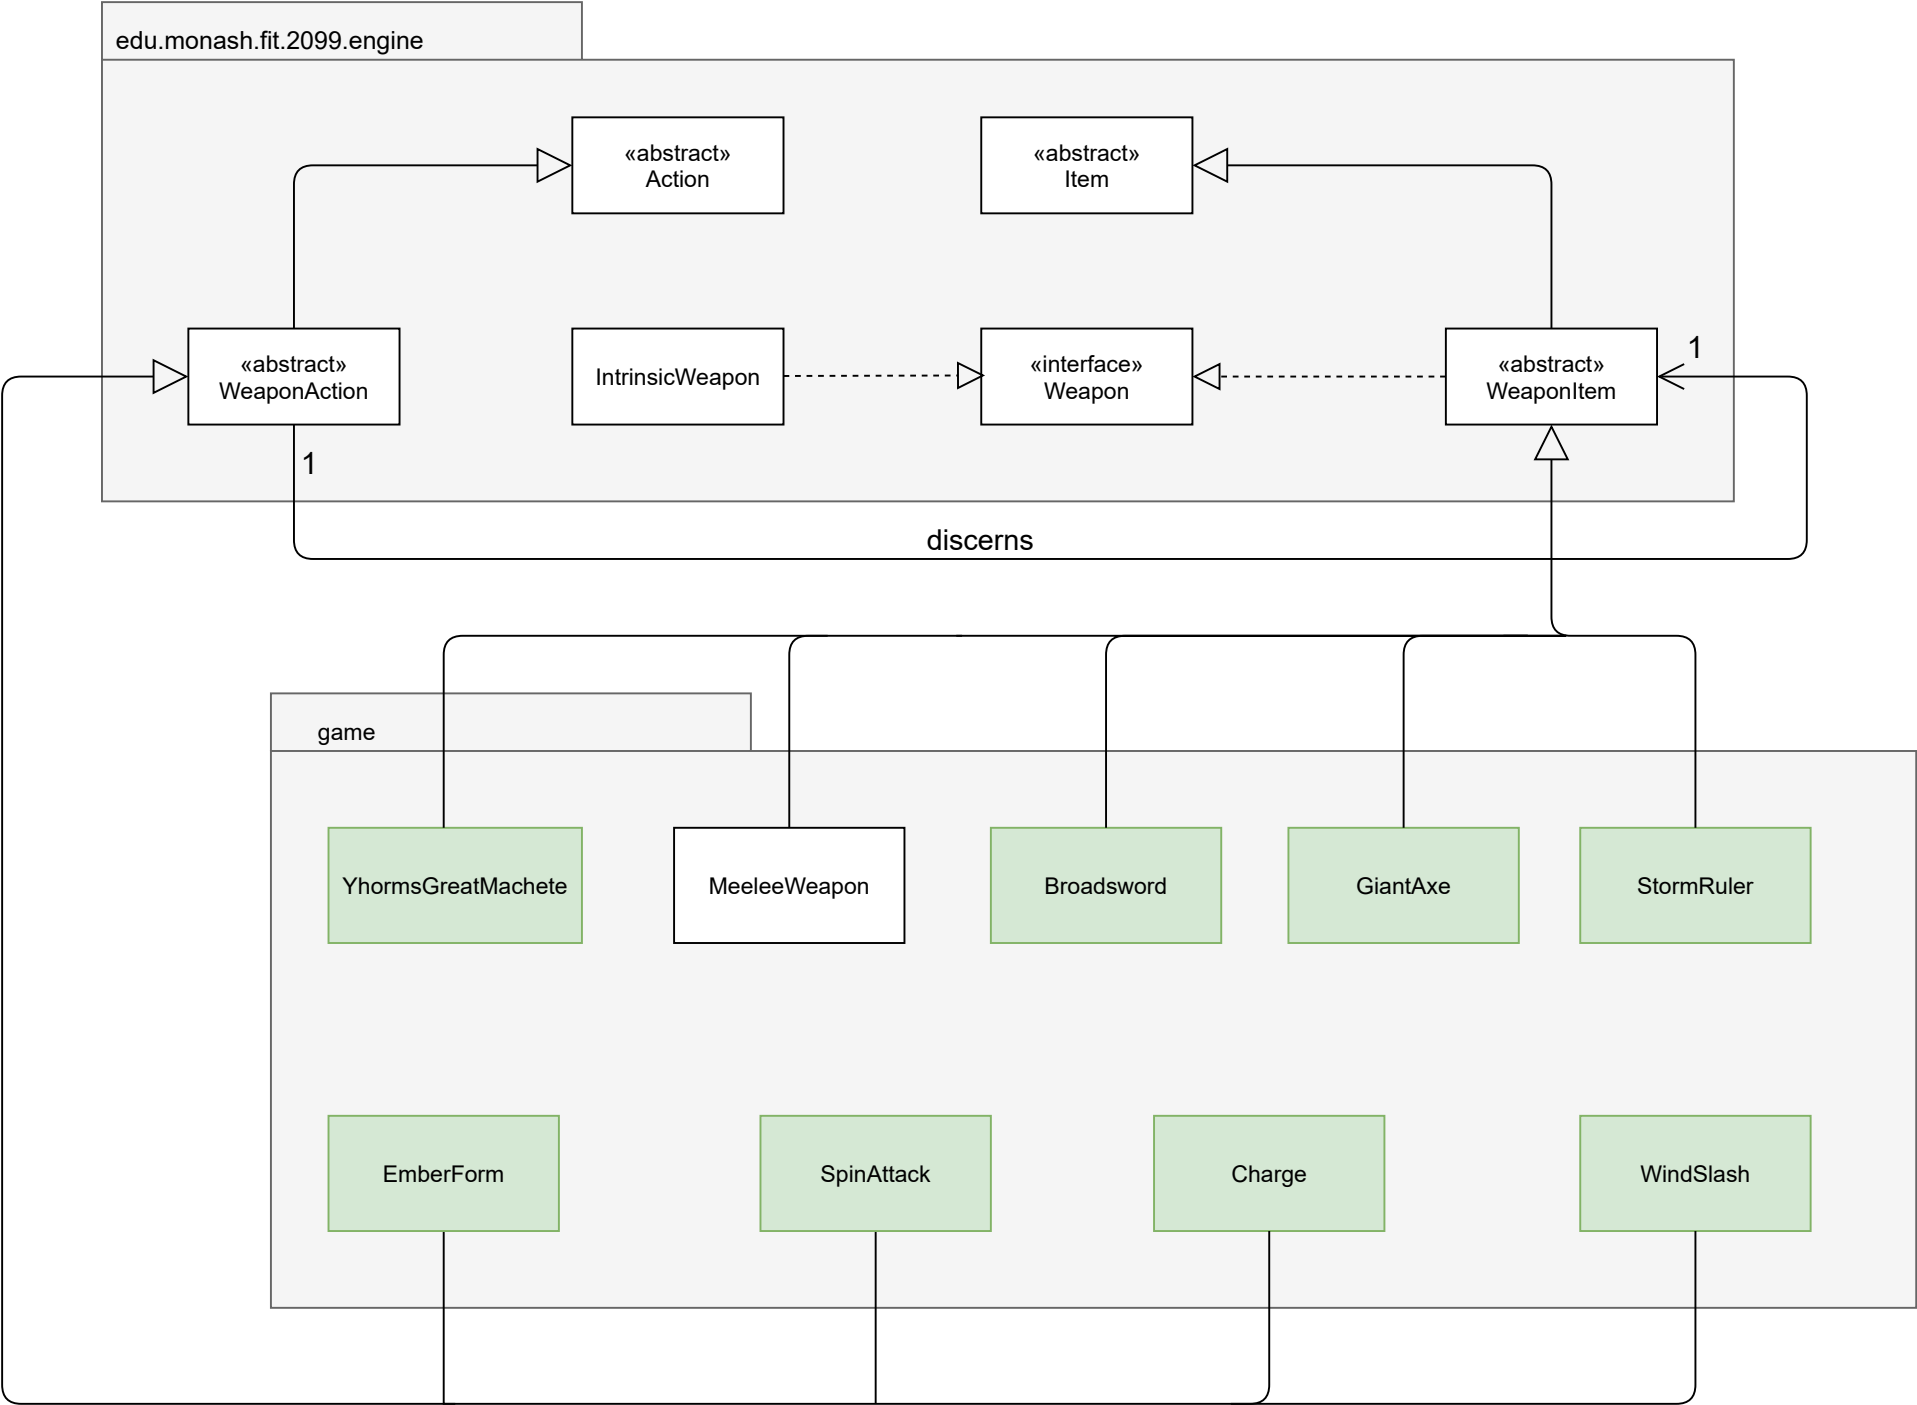 edu.monash.fit.2099.engine
«abstract»
Action
«abstract»
Item
«abstract»
WeaponAction
IntrinsicWeapon
«interface»
Weapon
«abstract»
WeaponItem
1
1
discerns
game
YhormsGreatMachete
MeeleeWeapon
Broadsword
GiantAxe
StormRuler
EmberForm
SpinAttack
Charge
WindSlash